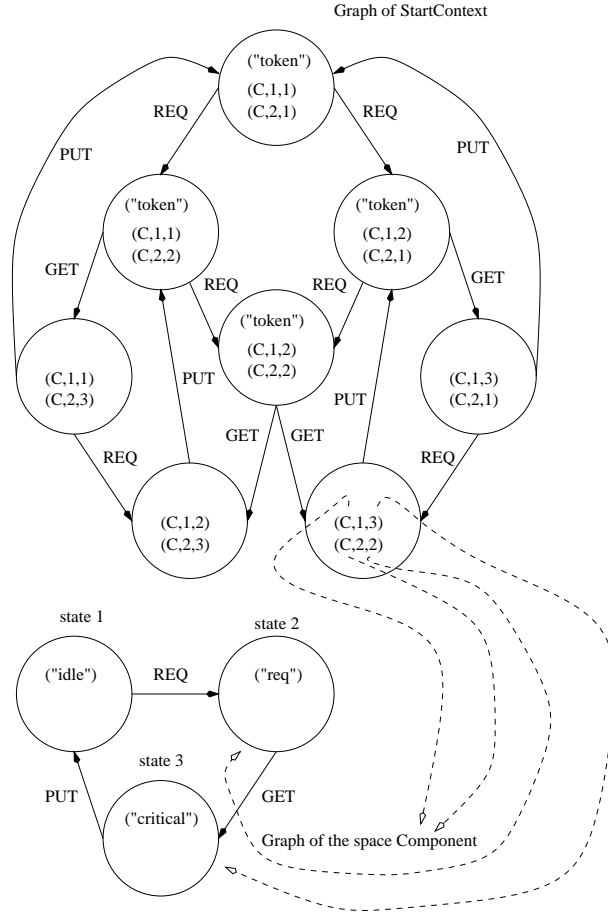 Graph of StartContext
("token")
(C,1,1)
(C,2,1)
REQ
REQ
PUT
PUT
("token")
(C,1,1)
(C,2,2)
("token")
(C,1,2)
(C,2,1)
GET
REQ
REQ
GET
("token")
(C,1,2)
(C,2,2)
(C,1,1)
(C,2,3)
(C,1,3)
(C,2,1)
PUT
PUT
GET
GET
REQ
REQ
(C,1,2)
(C,2,3)
(C,1,3)
(C,2,2)
state 1
state 2
("idle")
REQ
("req")
state 3
PUT
GET
("critical")
Graph of the space Component